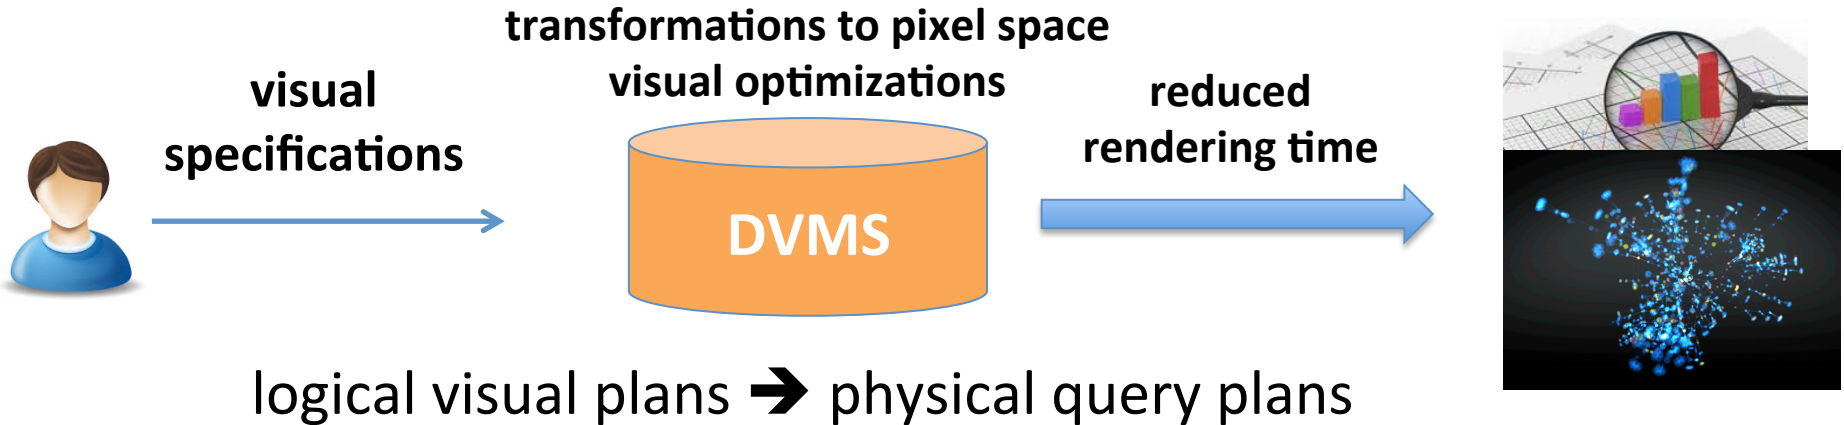 transformations to pixel space
visual optimizations
visual
specifications
reduced
rendering time
DVMS
logical visual plans ➔ physical query plans